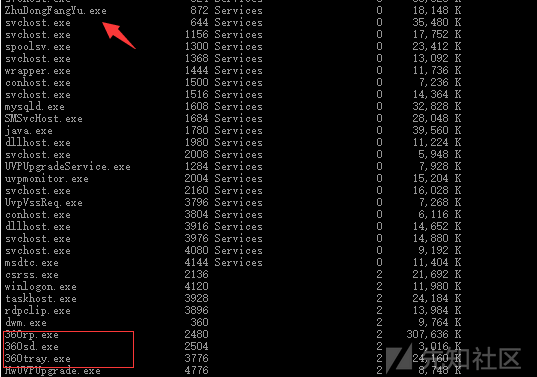 ZhuDongFangYu.exe 672 Services 0 18,148 K
svchost.exe 644 Services 0 35,480 K
svchost.exe 1156 Services 0 17,752 K
spoolsv.exe 1300 Services 0 23,412 K
svchost.exe 1368 Services 0 13,092 K
wrapper.exe 1444 Services 0 11,736 K
conhost.exe 1500 Services 0 7,236 K
svchost.exe 1516 Services 0 14,364 K
mysqld.exe 1608 Services 0 32,828 K
SMSvcHost.exe 1684 Services 0 28,048 K
java.exe 1780 Services 0 39,560 K
dllhost.exe 1980 Services 0 11,224 K
svchost.exe 2008 Services 0 5,948 K
UVPUpgradeService.exe 1284 Services 0 7,928 K
uvpmonitor.exe 2004 Services 0 15,204 K
svchost.exe 2160 Services 0 16,028 K
UvpVssReq.exe 3796 Services 0 7,268 K
conhost.exe 3804 Services 0 6,116 K
dllhost.exe 3916 Services 0 14,652 K
svchost.exe 3976 Services 0 14,880 K
svchost.exe 4080 Services 0 9,192 K
msdtc.exe 4144 Services 0 11,404 K
csrss.exe 2136 2 21,692 K
winlogon.exe 4120 2 11,980 K
taskhost.exe 3928 2 24,184 K
rdpclip.exe 3896 2 13,984 K
dwm.exe 360 2 9,764 K
360rp.exe 2480 2 307,636 K
360sd.exe 2504 2 3,016 K
360tray.exe 3776 2 24,160 K
HwUVPUpgrade.exe 4776 2 8,748 K
先知社区